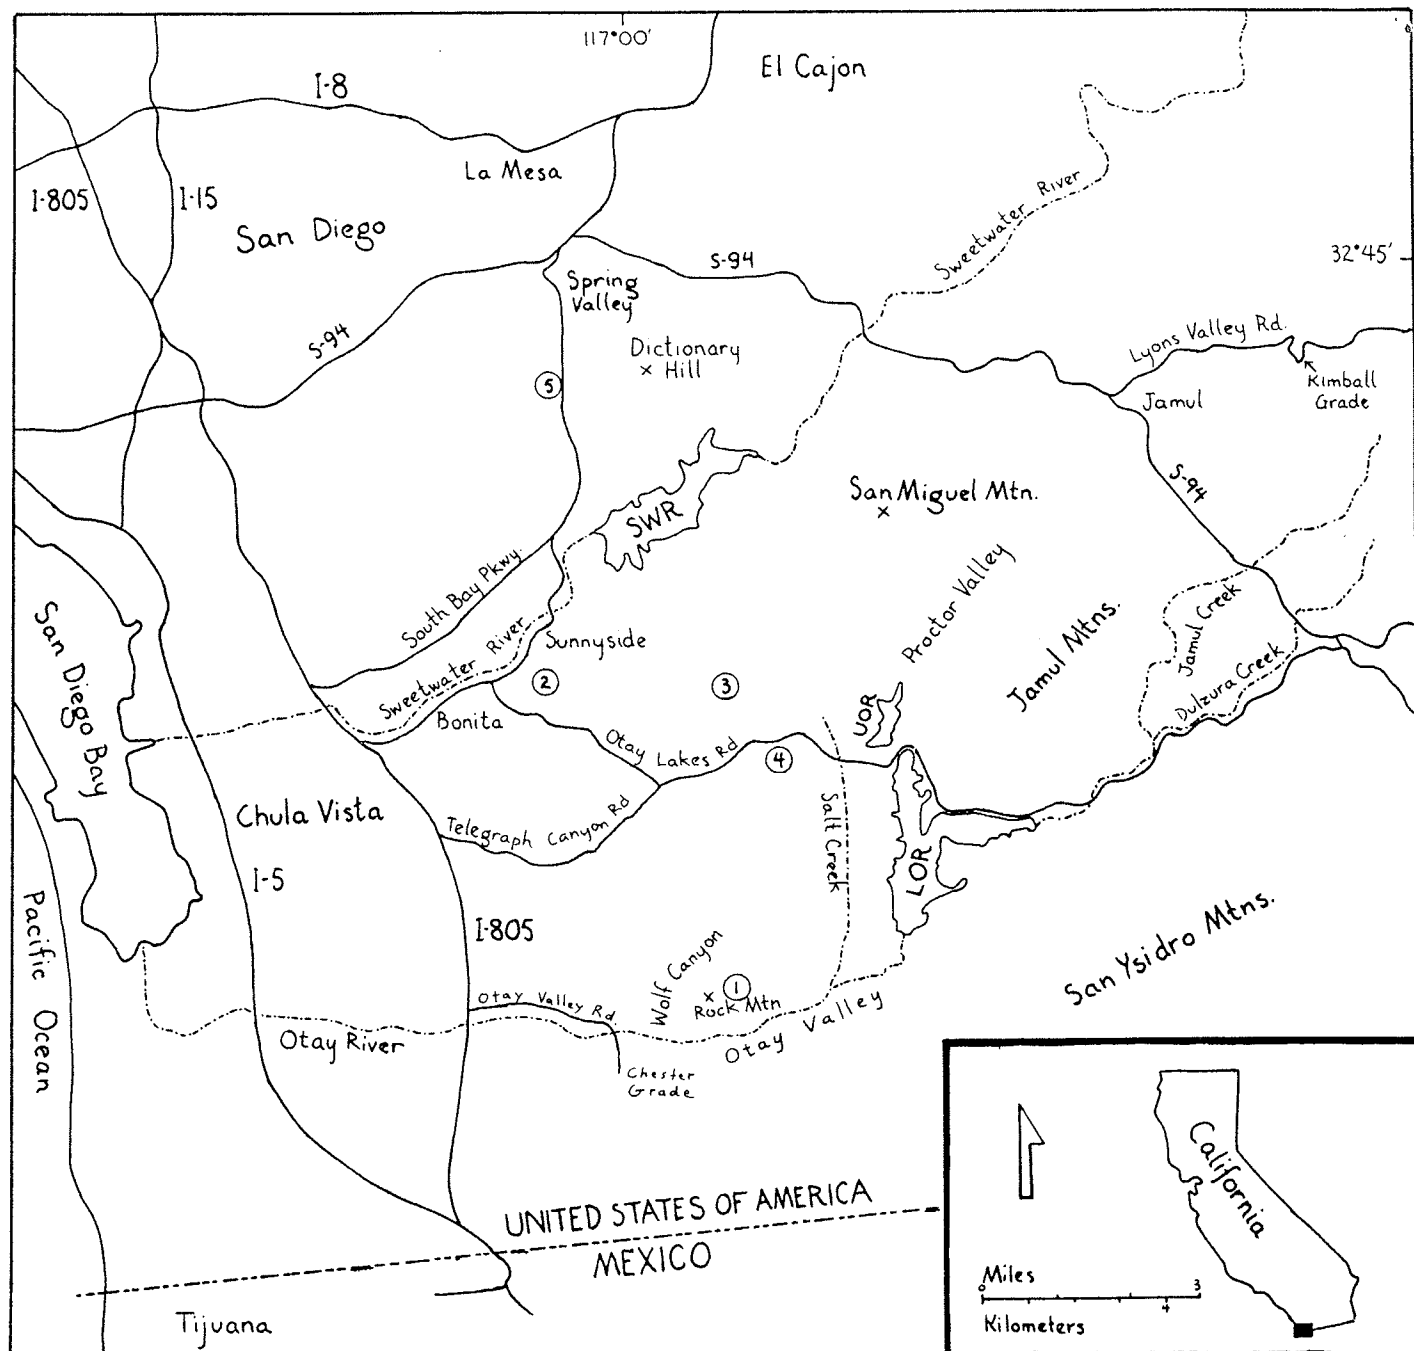 117°00'
El Cajon
I-8
La Mesa
I-805
I-15
San Diego
Sweetwater River
32°45'
S-94
Spring
Valley
S-94
Lyons Valley Rd.
Dictionary
x Hill
Kimball
Grade
Jamul
5
S-94
San Miguel Mtn.
x
SWR
South Bay Pkwy.
Proctor Valley
Jamul Creek
San Diego Bay
Sweetwater River
Sunnyside
Jamul Mtns.
Dulzura Creek
2
3
UOR
Bonita
Otay Lakes Rd
4
Chula Vista
Telegraph Canyon Rd
Salt Creek
LOR
I-5
Pacific Ocean
I-805
San Ysidro Mtns.
Wolf Canyon
1
x
Rock Mtn
Otay Valley Rd.
Otay Valley
Otay River
Chester
Grade
California
UNITED STATES OF AMERICA
MEXICO
Miles
0
3
4
Kilometers
Tijuana